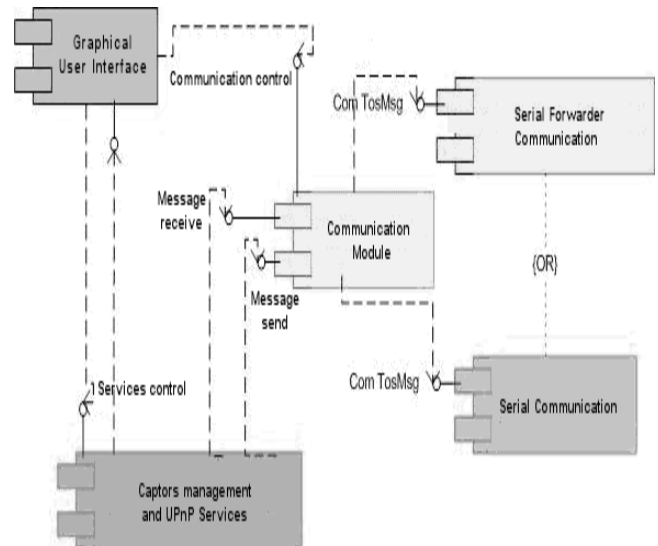 Graphical
User Interface
Communication control
Com TosMsg
Serial Forwarder
Communication
Message
receive
Communication
Module
Message
send
{OR}
Com TosMsg
Serial Communication
Services control
Captors management
and UPnP Services